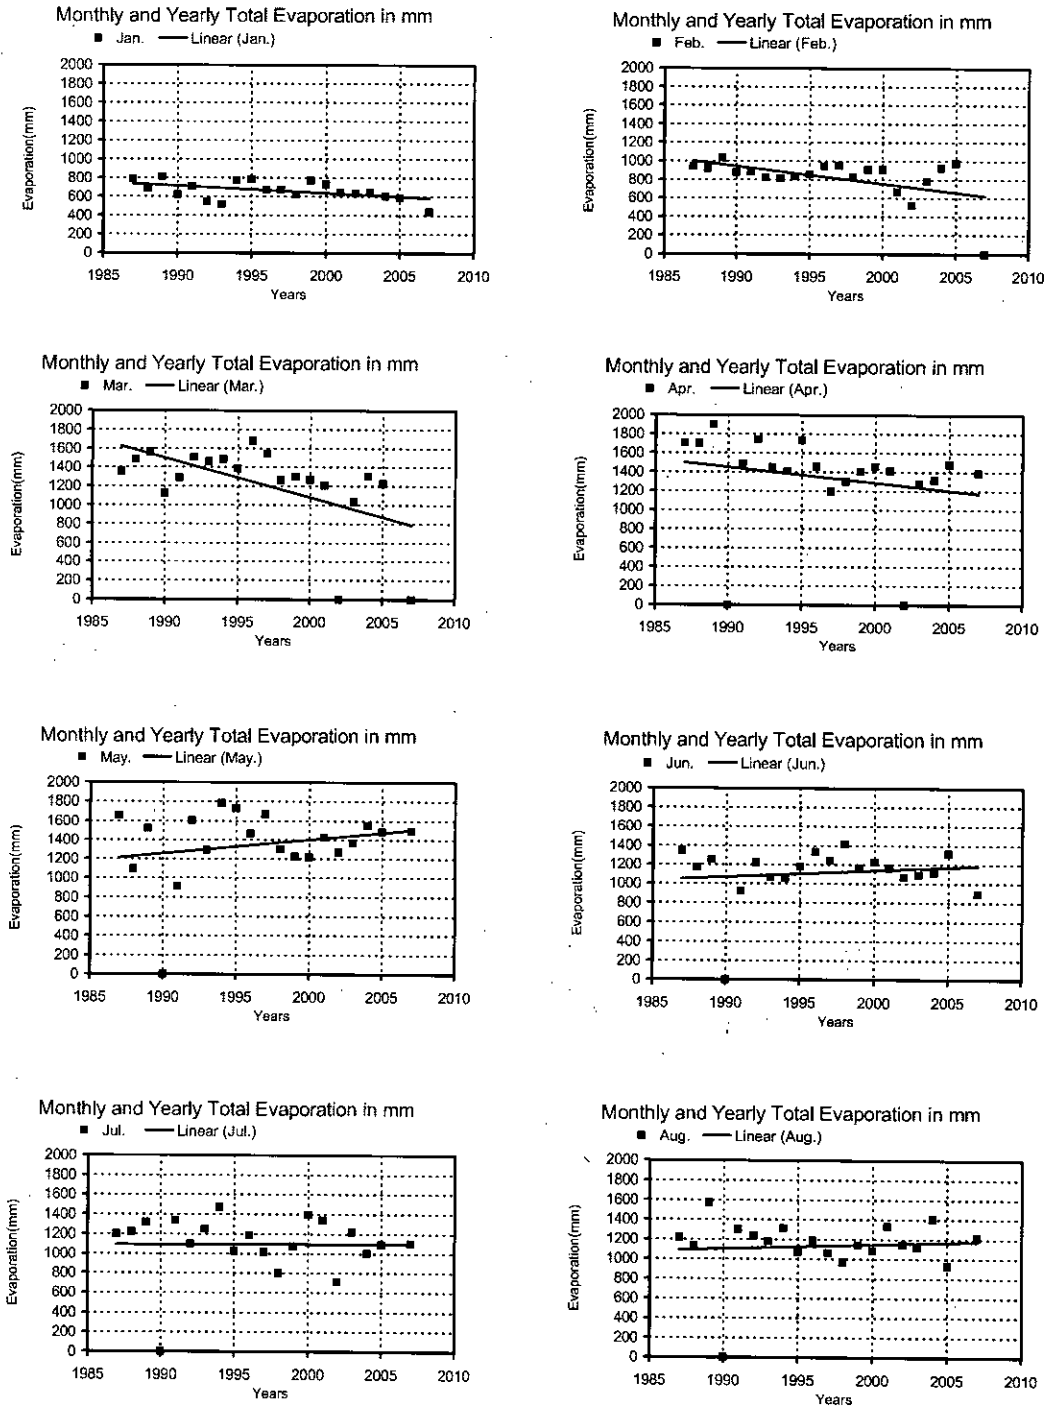 Monthly and Yearly Total Evaporation in mm
Jan. Linear (Jan.)
2000
1800
1600
1400
1200
1000
800
600
400
200
0
Evaporation(mm)
1985 1990 1995 2000 2005 2010
Years
Monthly and Yearly Total Evaporation in mm
Feb. Linear (Feb.)
2000
1800
1600
1400
1200
1000
800
600
400
200
0
Evaporation(mm)
1985 1990 1995 2000 2005 2010
Years
Monthly and Yearly Total Evaporation in mm
Mar. Linear (Mar.)
2000
1800
1600
1400
1200
1000
800
600
400
200
0
Evaporation(mm)
1985 1990 1995 2000 2005 2010
Years
Monthly and Yearly Total Evaporation in mm
Apr. Linear (Apr.)
2000
1800
1600
1400
1200
1000
800
600
400
200
0
Evaporation(mm)
1985 1990 1995 2000 2005 2010
Years
Monthly and Yearly Total Evaporation in mm
May. Linear (May.)
2000
1800
1600
1400
1200
1000
800
600
400
200
0
Evaporation(mm)
1985 1990 1995 2000 2005 2010
Years
Monthly and Yearly Total Evaporation in mm
Jun. Linear (Jun.)
2000
1800
1600
1400
1200
1000
800
600
400
200
0
Evaporation(mm)
1985 1990 1995 2000 2005 2010
Years
Monthly and Yearly Total Evaporation in mm
Jul. Linear (Jul.)
2000
1800
1600
1400
1200
1000
800
600
400
200
0
Evaporation(mm)
1985 1990 1995 2000 2005 2010
Years
Monthly and Yearly Total Evaporation in mm
Aug. Linear (Aug.)
2000
1800
1600
1400
1200
1000
800
600
400
200
0
Evaporation(mm)
1985 1990 1995 2000 2005 2010
Years